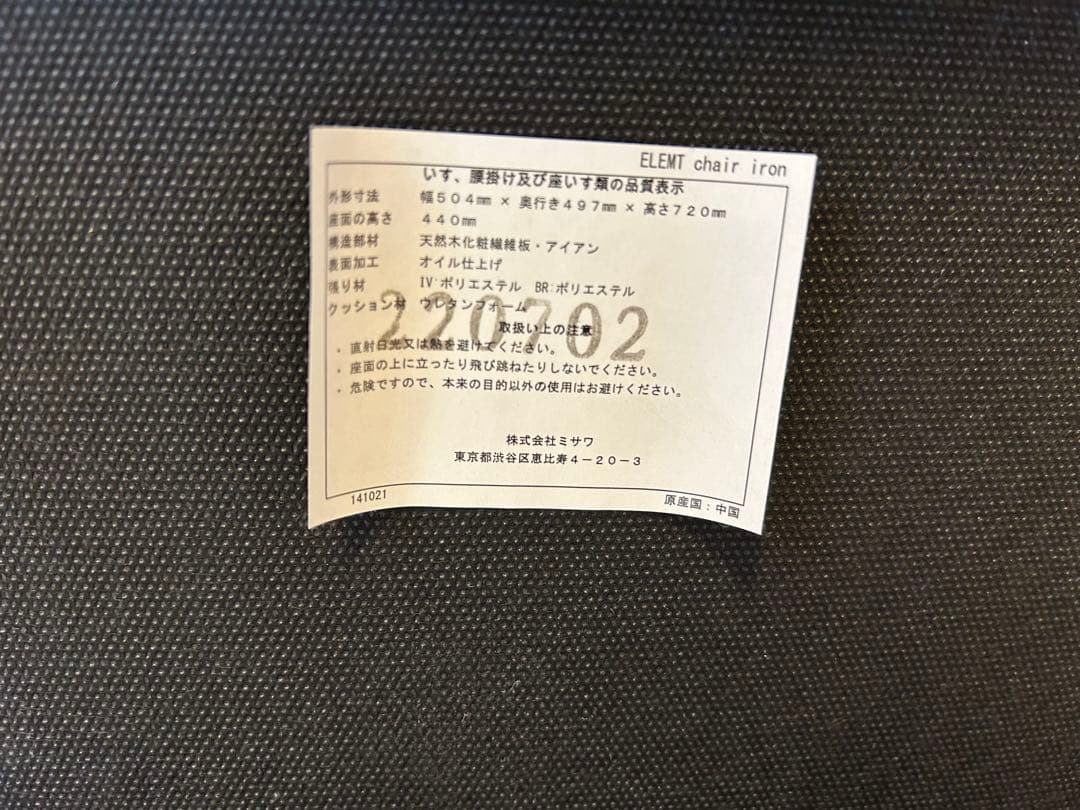 ELEMT chair iron
いす、腰掛け及び座いす類の品質表示
外形寸法 幅504㎜ × 奥行き497㎜ × 高さ720㎜
座面の高さ 440㎜
構造部材 天然木化粧繊維板・アイアン
表面加工 オイル仕上げ
張り材 IV:ポリエステル BR:ポリエステル
クッション材 ウレタンフォーム
220702
取扱い上の注意
．直射日光又は熱を避けてください。
．座面の上に立ったり飛び跳ねたりしないでください。
．危険ですので、本来の目的以外の使用はお避けください。
株式会社ミサワ
東京都渋谷区恵比寿4－20－3
141021 原産国：中国